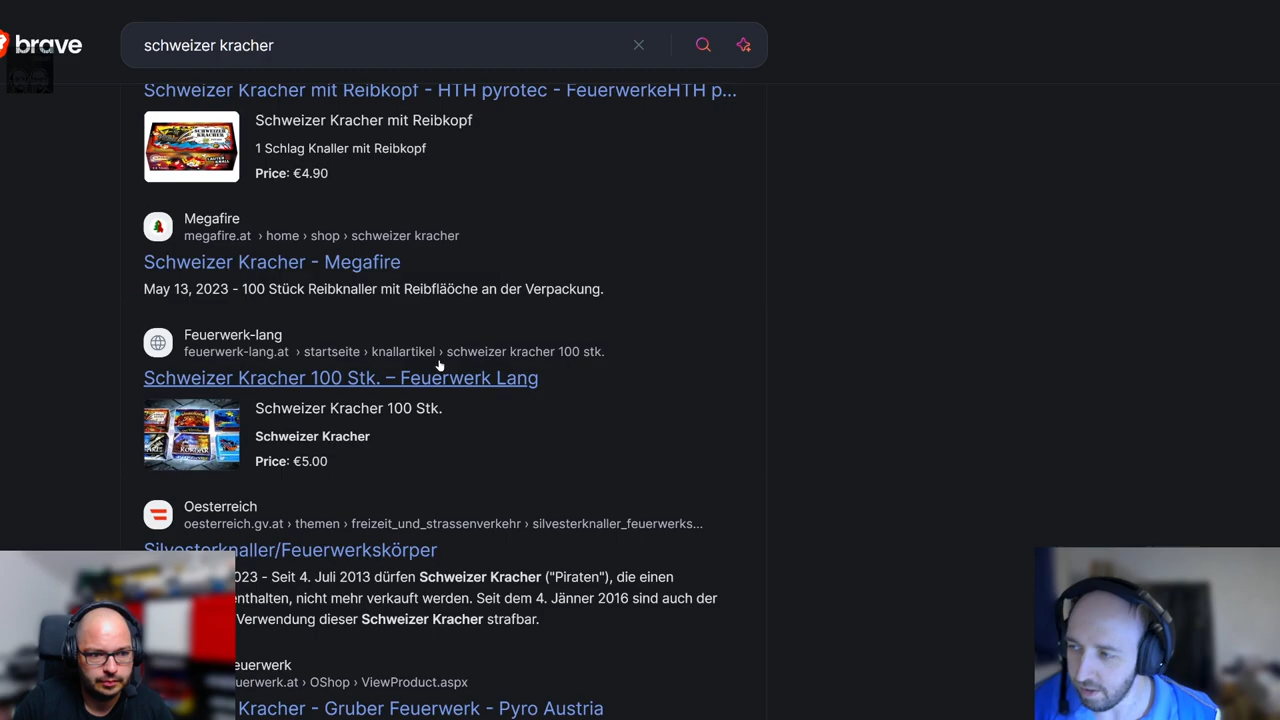 brave
schweizer kracher
Schweizer Kracher mit Reibkopf - HTH pyrotec - FeuerwerkeHTH p...
Schweizer Kracher mit Reibkopf
1 Schlag Knaller mit Reibkopf
Price: €4.90
Megafire
megafire.at › home › shop › schweizer kracher
Schweizer Kracher - Megafire
May 13, 2023 - 100 Stück Reibknaller mit Reibfläöche an der Verpackung.
Feuerwerk-lang
feuerwerk-lang.at › startseite › knallartikel › schweizer kracher 100 stk.
Schweizer Kracher 100 Stk. – Feuerwerk Lang
Schweizer Kracher 100 Stk.
Schweizer Kracher
Price: €5.00
Oesterreich
oesterreich.gv.at › themen › freizeit_und_strassenverkehr › silvesterknaller_feuerwerks...
Silvesterknaller/Feuerwerkskörper
023 - Seit 4. Juli 2013 dürfen Schweizer Kracher ("Piraten"), die einen
enthalten, nicht mehr verkauft werden. Seit dem 4. Jänner 2016 sind auch der
Verwendung dieser Schweizer Kracher strafbar.
euerwerk
uerwerk.at › OShop › ViewProduct.aspx
Kracher - Gruber Feuerwerk - Pyro Austria